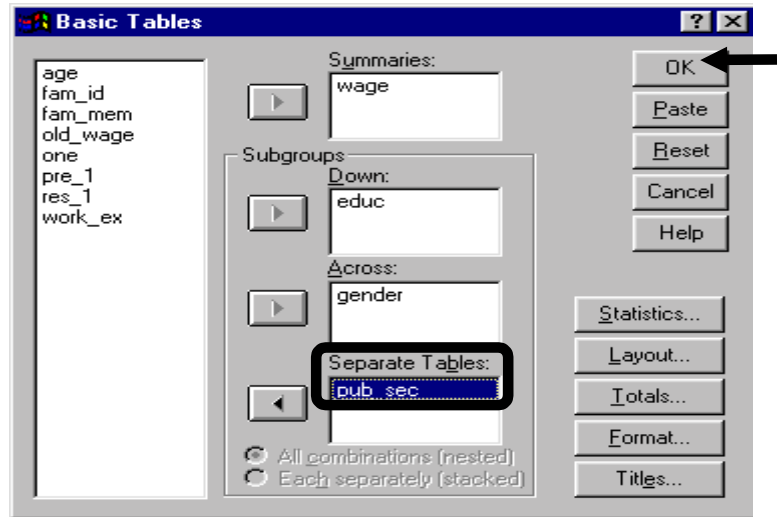 Basic Tables
age
fam_id
fam_mem
old_wage
one
pre_1
res_1
work_ex
Summaries:
wage
Subgroups
Down:
educ
Across:
gender
Separate Tables:
pub_sec
All combinations (nested)
Each separately (stacked)
OK
Paste
Reset
Cancel
Help
Statistics...
Layout...
Totals...
Format...
Titles...